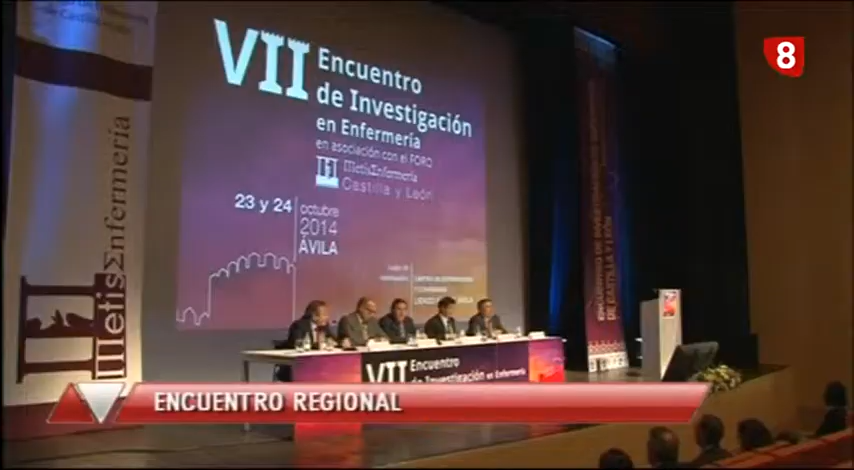 8
VII
Encuentro
de Investigación
en Enfermería
en asociación con el FORO
MetisEnfermería
Castilla y León
23 y 24
octubre
2014
ÁVILA
MetisΣnfermería
VII Encuentro
de Investigación en Enfermería
ENCUENTRO REGIONAL